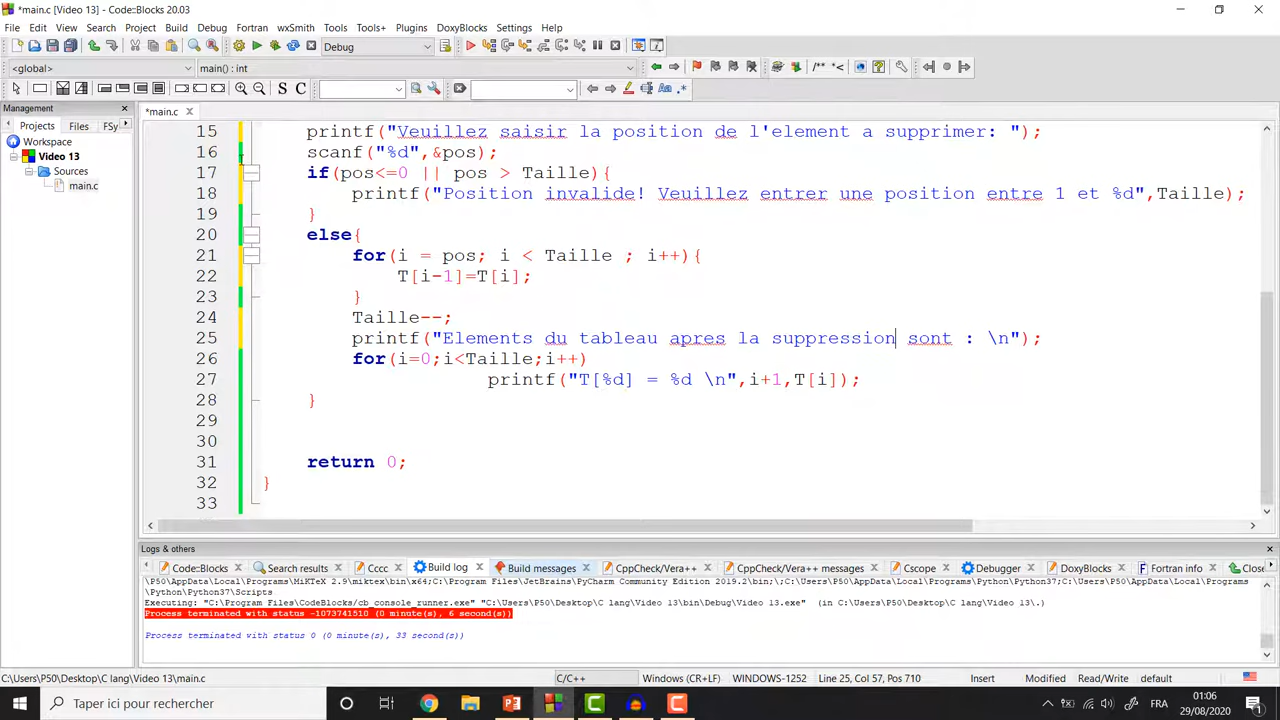 *main.c [Video 13] - Code::Blocks 20.03
File Edit View Search Project Build Debug Fortran wxSmith Tools Tools+ Plugins DoxyBlocks Settings Help
Debug
<global> main() : int
Management
*main.c
Projects Files FSy
Workspace
Video 13
Sources
main.c
15 printf("Veuillez saisir la position de l'element a supprimer: ");
16 scanf("%d",&pos);
17 if(pos<=0 || pos > Taille){
18 printf("Position invalide! Veuillez entrer une position entre 1 et %d",Taille);
19 }
20 else{
21 for(i = pos; i < Taille ; i++){
22 T[i-1]=T[i];
23 }
24 Taille--;
25 printf("Elements du tableau apres la suppression sont : \n");
26 for(i=0;i<Taille;i++)
27 printf("T[%d] = %d \n",i+1,T[i]);
28 }
29
30
31 return 0;
32 }
33
Logs & others
Code::Blocks Search results Cccc Build log Build messages CppCheck/Vera++ CppCheck/Vera++ messages Cscope Debugger DoxyBlocks Fortran info Close
\P50\AppData\Local\Programs\MiKTeX 2.9\miktex\bin\x64;C:\Program Files\JetBrains\PyCharm Community Edition 2019.2\bin;;C:\Users\P50\AppData\Local\Programs\Python\Python37;C:\Users\P50\AppData\Local\Programs
\Python\Python37\Scripts
Executing: "C:\Program Files\CodeBlocks/cb_console_runner.exe" "C:\Users\P50\Desktop\C lang\Video 13\bin\Debug\Video 13.exe" (in C:\Users\P50\Desktop\C lang\Video 13\.)
Process terminated with status -1073741510 (0 minute(s), 6 second(s))
Process terminated with status 0 (0 minute(s), 33 second(s))
C:\Users\P50\Desktop\C lang\Video 13\main.c C/C++ Windows (CR+LF) WINDOWS-1252 Line 25, Col 57, Pos 710 Insert Modified Read/Write default
Taper ici pour rechercher FRA 01:06
29/08/2020